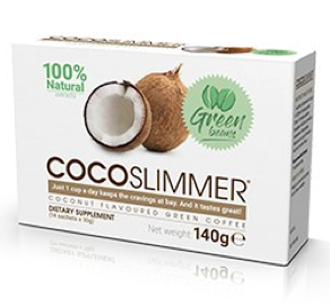 100%
Natural
Green
beans
COCOSLIMMER®
Just 1 cup a day keeps the cravings at bay. And it tastes great!
COCONUT FLAVOURED GREEN COFFEE
DIETARY SUPPLEMENT
(14 sachets x 10g)
Net weight: 140g e